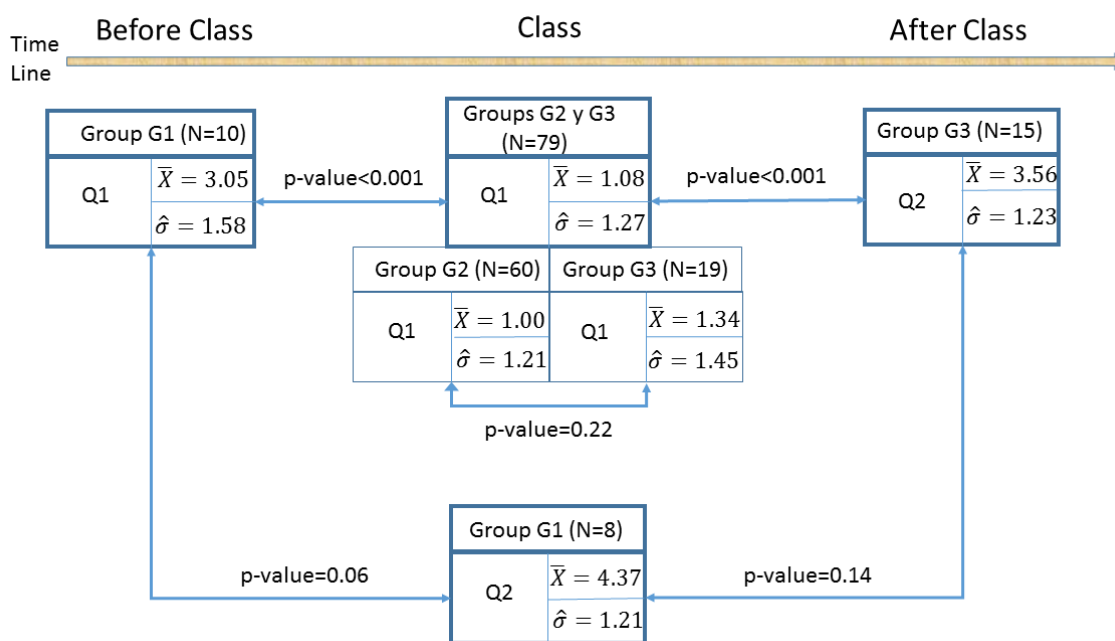 Before Class
Class
After Class
Time
Line
Group G1 (N=10)
Q1
X̅ = 3.05
σ̂ = 1.58
p-value<0.001
Groups G2 y G3
(N=79)
Q1
X̅ = 1.08
σ̂ = 1.27
p-value<0.001
Group G3 (N=15)
Q2
X̅ = 3.56
σ̂ = 1.23
Group G2 (N=60)
Q1
X̅ = 1.00
σ̂ = 1.21
Group G3 (N=19)
Q1
X̅ = 1.34
σ̂ = 1.45
p-value=0.22
Group G1 (N=8)
Q2
X̅ = 4.37
σ̂ = 1.21
p-value=0.06
p-value=0.14